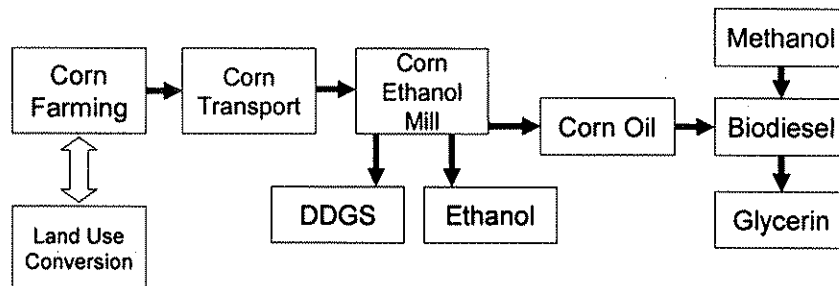 Corn
Farming
Corn
Transport
Corn
Ethanol
Mill
Corn Oil
Methanol
Biodiesel
Glycerin
DDGS
Ethanol
Land Use
Conversion